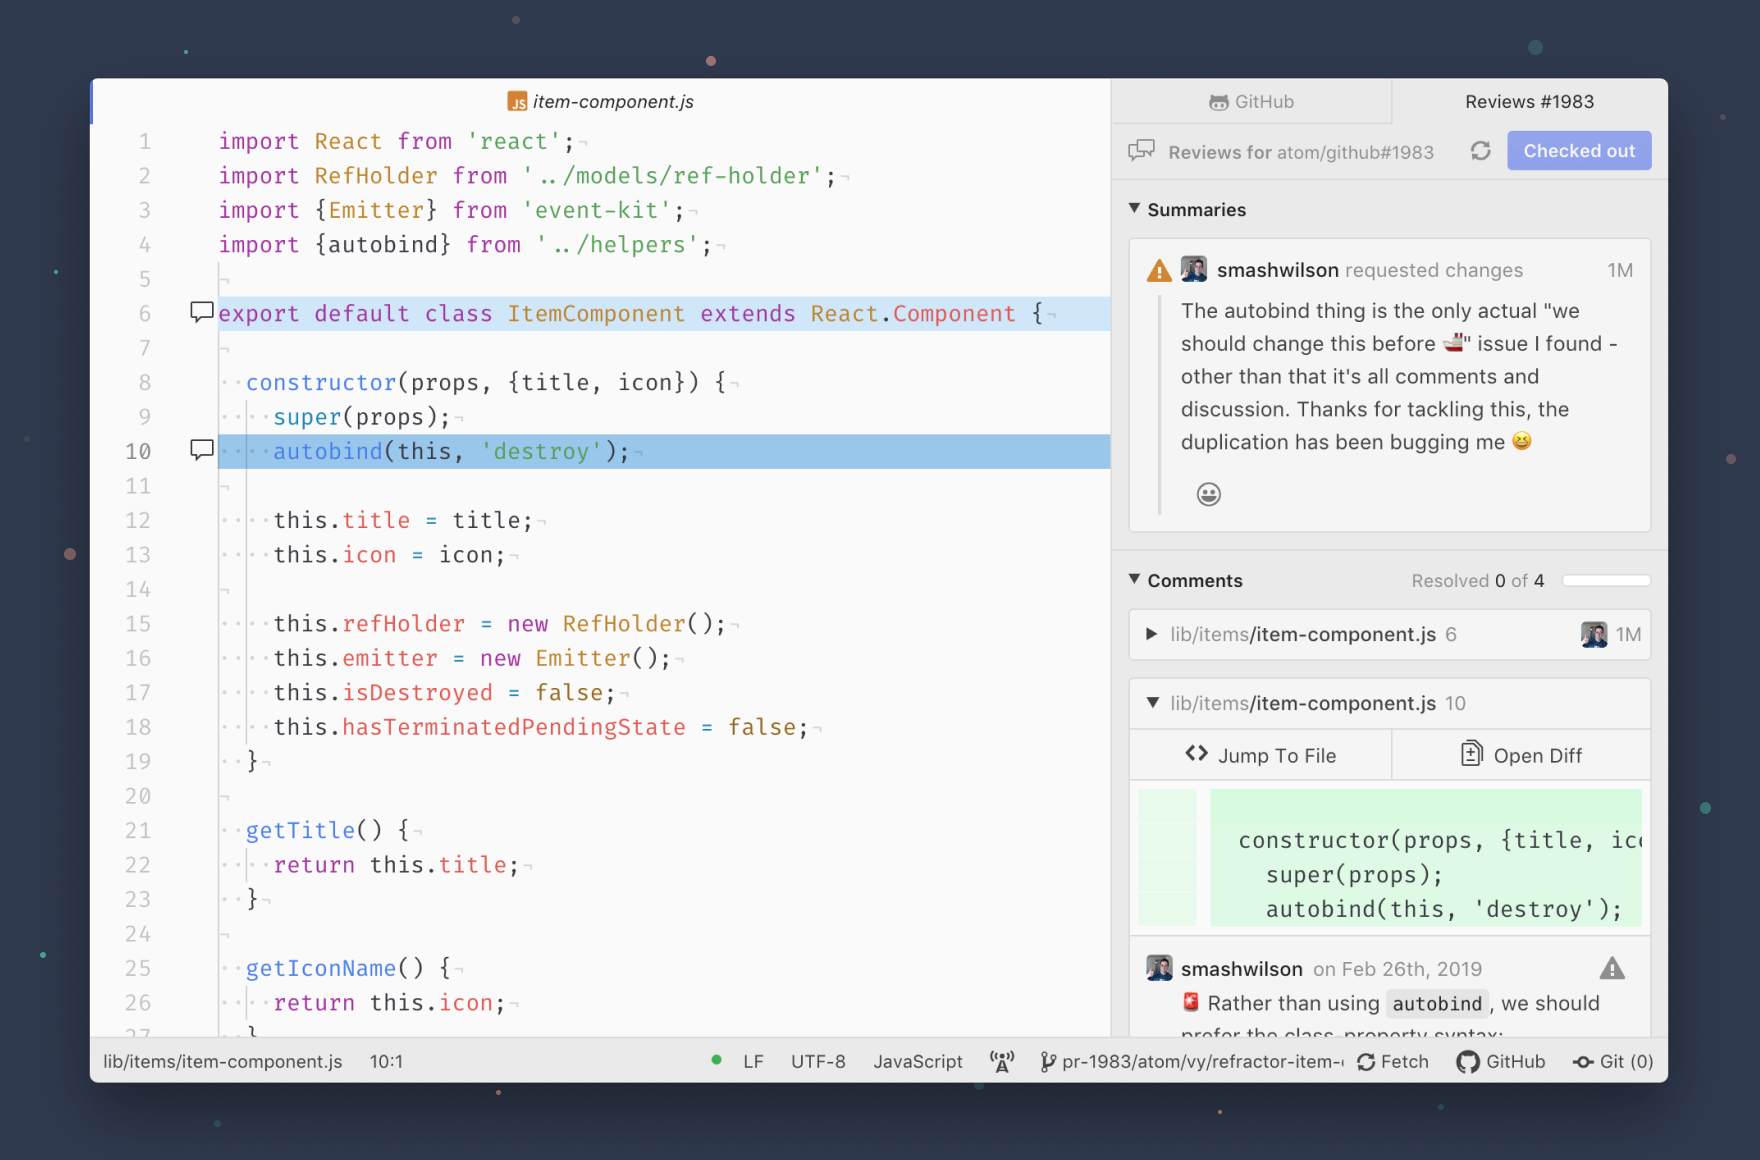 item-component.js
1 import React from 'react';¬
2 import RefHolder from '../models/ref-holder';¬
3 import {Emitter} from 'event-kit';¬
4 import {autobind} from '../helpers';¬
5 ¬
6 export default class ItemComponent extends React.Component {¬
7 ¬
8 ··constructor(props, {title, icon}) {¬
9 ····super(props);¬
10 ····autobind(this, 'destroy');¬
11 ¬
12 ····this.title = title;¬
13 ····this.icon = icon;¬
14 ¬
15 ····this.refHolder = new RefHolder();¬
16 ····this.emitter = new Emitter();¬
17 ····this.isDestroyed = false;¬
18 ····this.hasTerminatedPendingState = false;¬
19 ··}¬
20 ¬
21 ··getTitle() {¬
22 ····return this.title;¬
23 ··}¬
24 ¬
25 ··getIconName() {¬
26 ····return this.icon;¬
27 ··}
GitHub
Reviews #1983
Reviews for atom/github#1983
Checked out
Summaries
smashwilson requested changes 1M
The autobind thing is the only actual "we
should change this before 🚢" issue I found -
other than that it's all comments and
discussion. Thanks for tackling this, the
duplication has been bugging me 😆
Comments Resolved 0 of 4
lib/items/item-component.js 6 1M
lib/items/item-component.js 10
Jump To File
Open Diff
constructor(props, {title, ico
super(props);
autobind(this, 'destroy');
smashwilson on Feb 26th, 2019
🚨 Rather than using autobind, we should
prefer the class-property syntax:
lib/items/item-component.js 10:1 LF UTF-8 JavaScript pr-1983/atom/vy/refractor-item- Fetch GitHub Git (0)